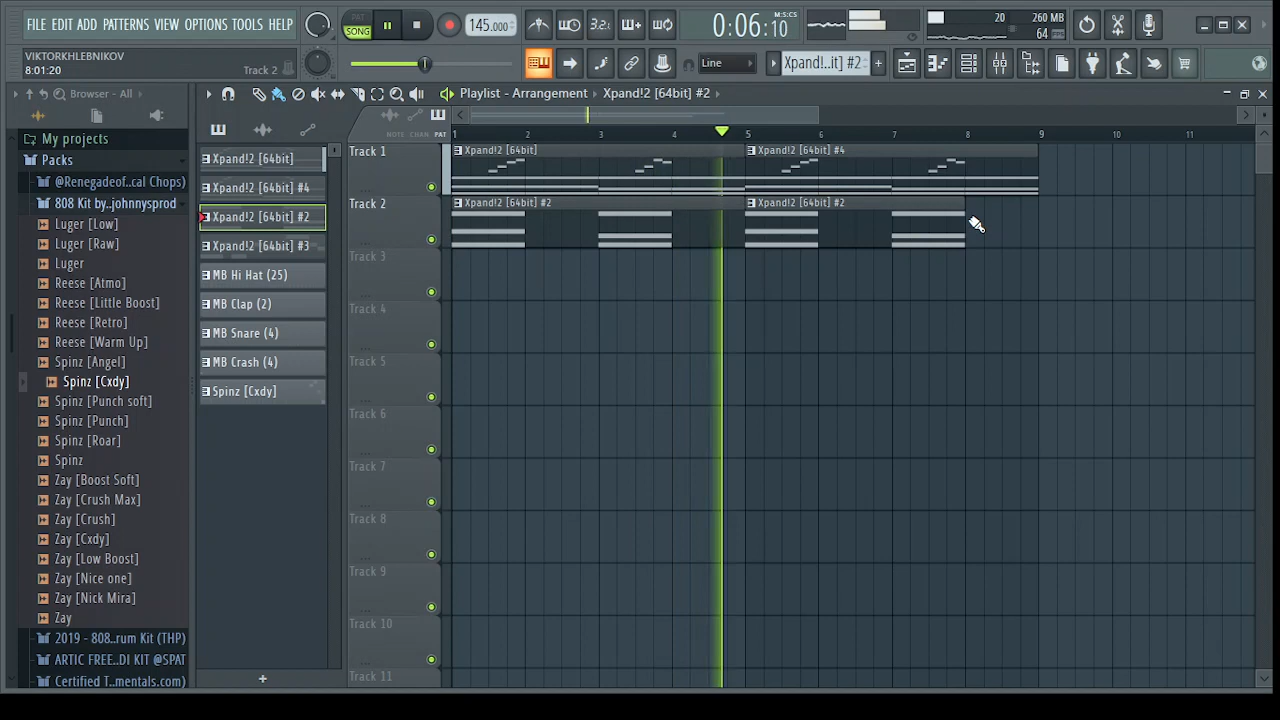 FILE EDIT ADD PATTERNS VIEW OPTIONS TOOLS HELP
PAT
SONG
145.000
3.2.
0:06:10
M:S:CS
20
260 MB
64
VIKTORKHLEBNIKOV
8:01:20
Track 2
Line
Xpand!..it] #2
Browser - All
Playlist - Arrangement
Xpand!2 [64bit] #2
NOTE CHAN PAT
1 2 3 4 5 6 7 8 9 10 11
My projects
Packs
@Renegadeof..cal Chops)
808 Kit by..johnnysprod
Luger [Low]
Luger [Raw]
Luger
Reese [Atmo]
Reese [Little Boost]
Reese [Retro]
Reese [Warm Up]
Spinz [Angel]
Spinz [Cxdy]
Spinz [Punch soft]
Spinz [Punch]
Spinz [Roar]
Spinz
Zay [Boost Soft]
Zay [Crush Max]
Zay [Crush]
Zay [Cxdy]
Zay [Low Boost]
Zay [Nice one]
Zay [Nick Mira]
Zay
2019 - 808..rum Kit (THP)
ARTIC FREE..DI KIT @SPAT
Certified T..mentals.com)
Xpand!2 [64bit]
Xpand!2 [64bit] #4
Xpand!2 [64bit] #2
Xpand!2 [64bit] #3
MB Hi Hat (25)
MB Clap (2)
MB Snare (4)
MB Crash (4)
Spinz [Cxdy]
+
Track 1
Xpand!2 [64bit]
Xpand!2 [64bit] #4
Track 2
Xpand!2 [64bit] #2
Xpand!2 [64bit] #2
Track 3
Track 4
Track 5
Track 6
Track 7
Track 8
Track 9
Track 10
Track 11